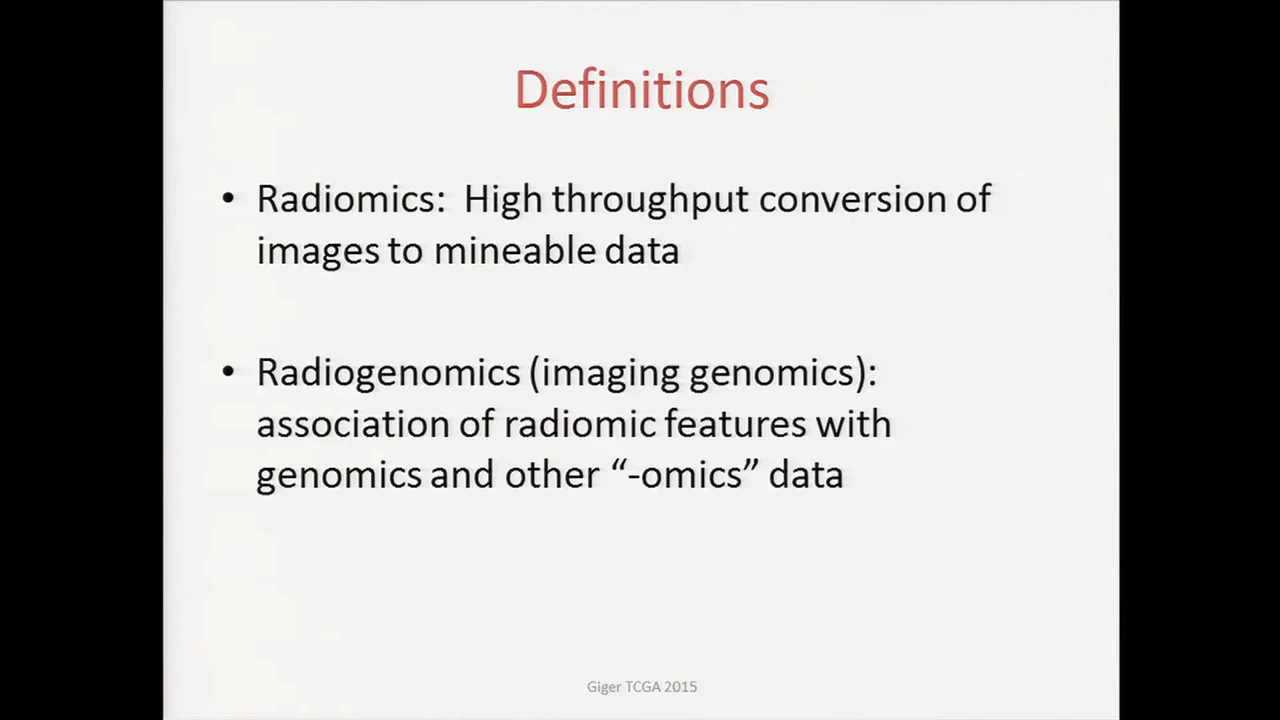 Definitions
• Radiomics: High throughput conversion of
images to mineable data
• Radiogenomics (imaging genomics):
association of radiomic features with
genomics and other “-omics” data
Giger TCGA 2015